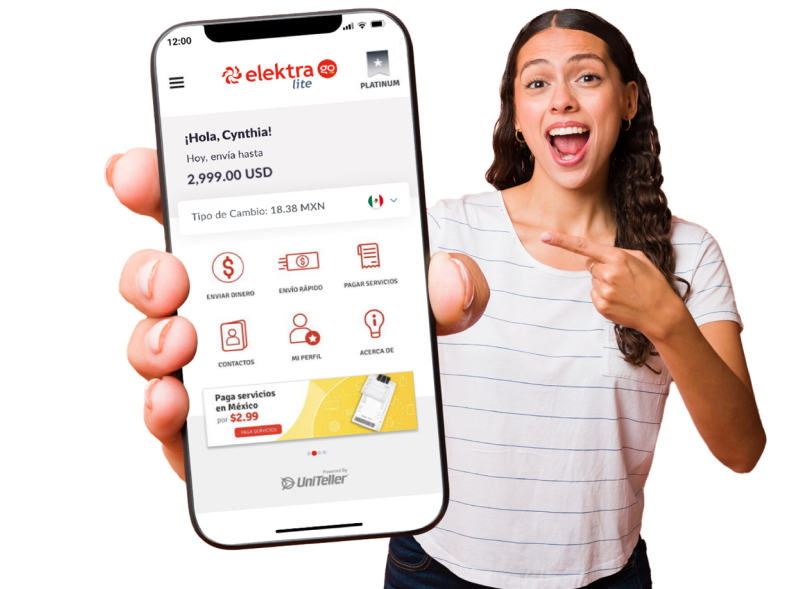 12:00
elektra go
lite
PLATINUM
¡Hola, Cynthia!
Hoy, envía hasta
2,999.00 USD
Tipo de Cambio: 18.38 MXN
ENVIAR DINERO
ENVÍO RÁPIDO
PAGAR SERVICIOS
CONTACTOS
MI PERFIL
ACERCA DE
Paga servicios
en México
por $2.99
PAGA SERVICIOS
Powered By
UniTeller